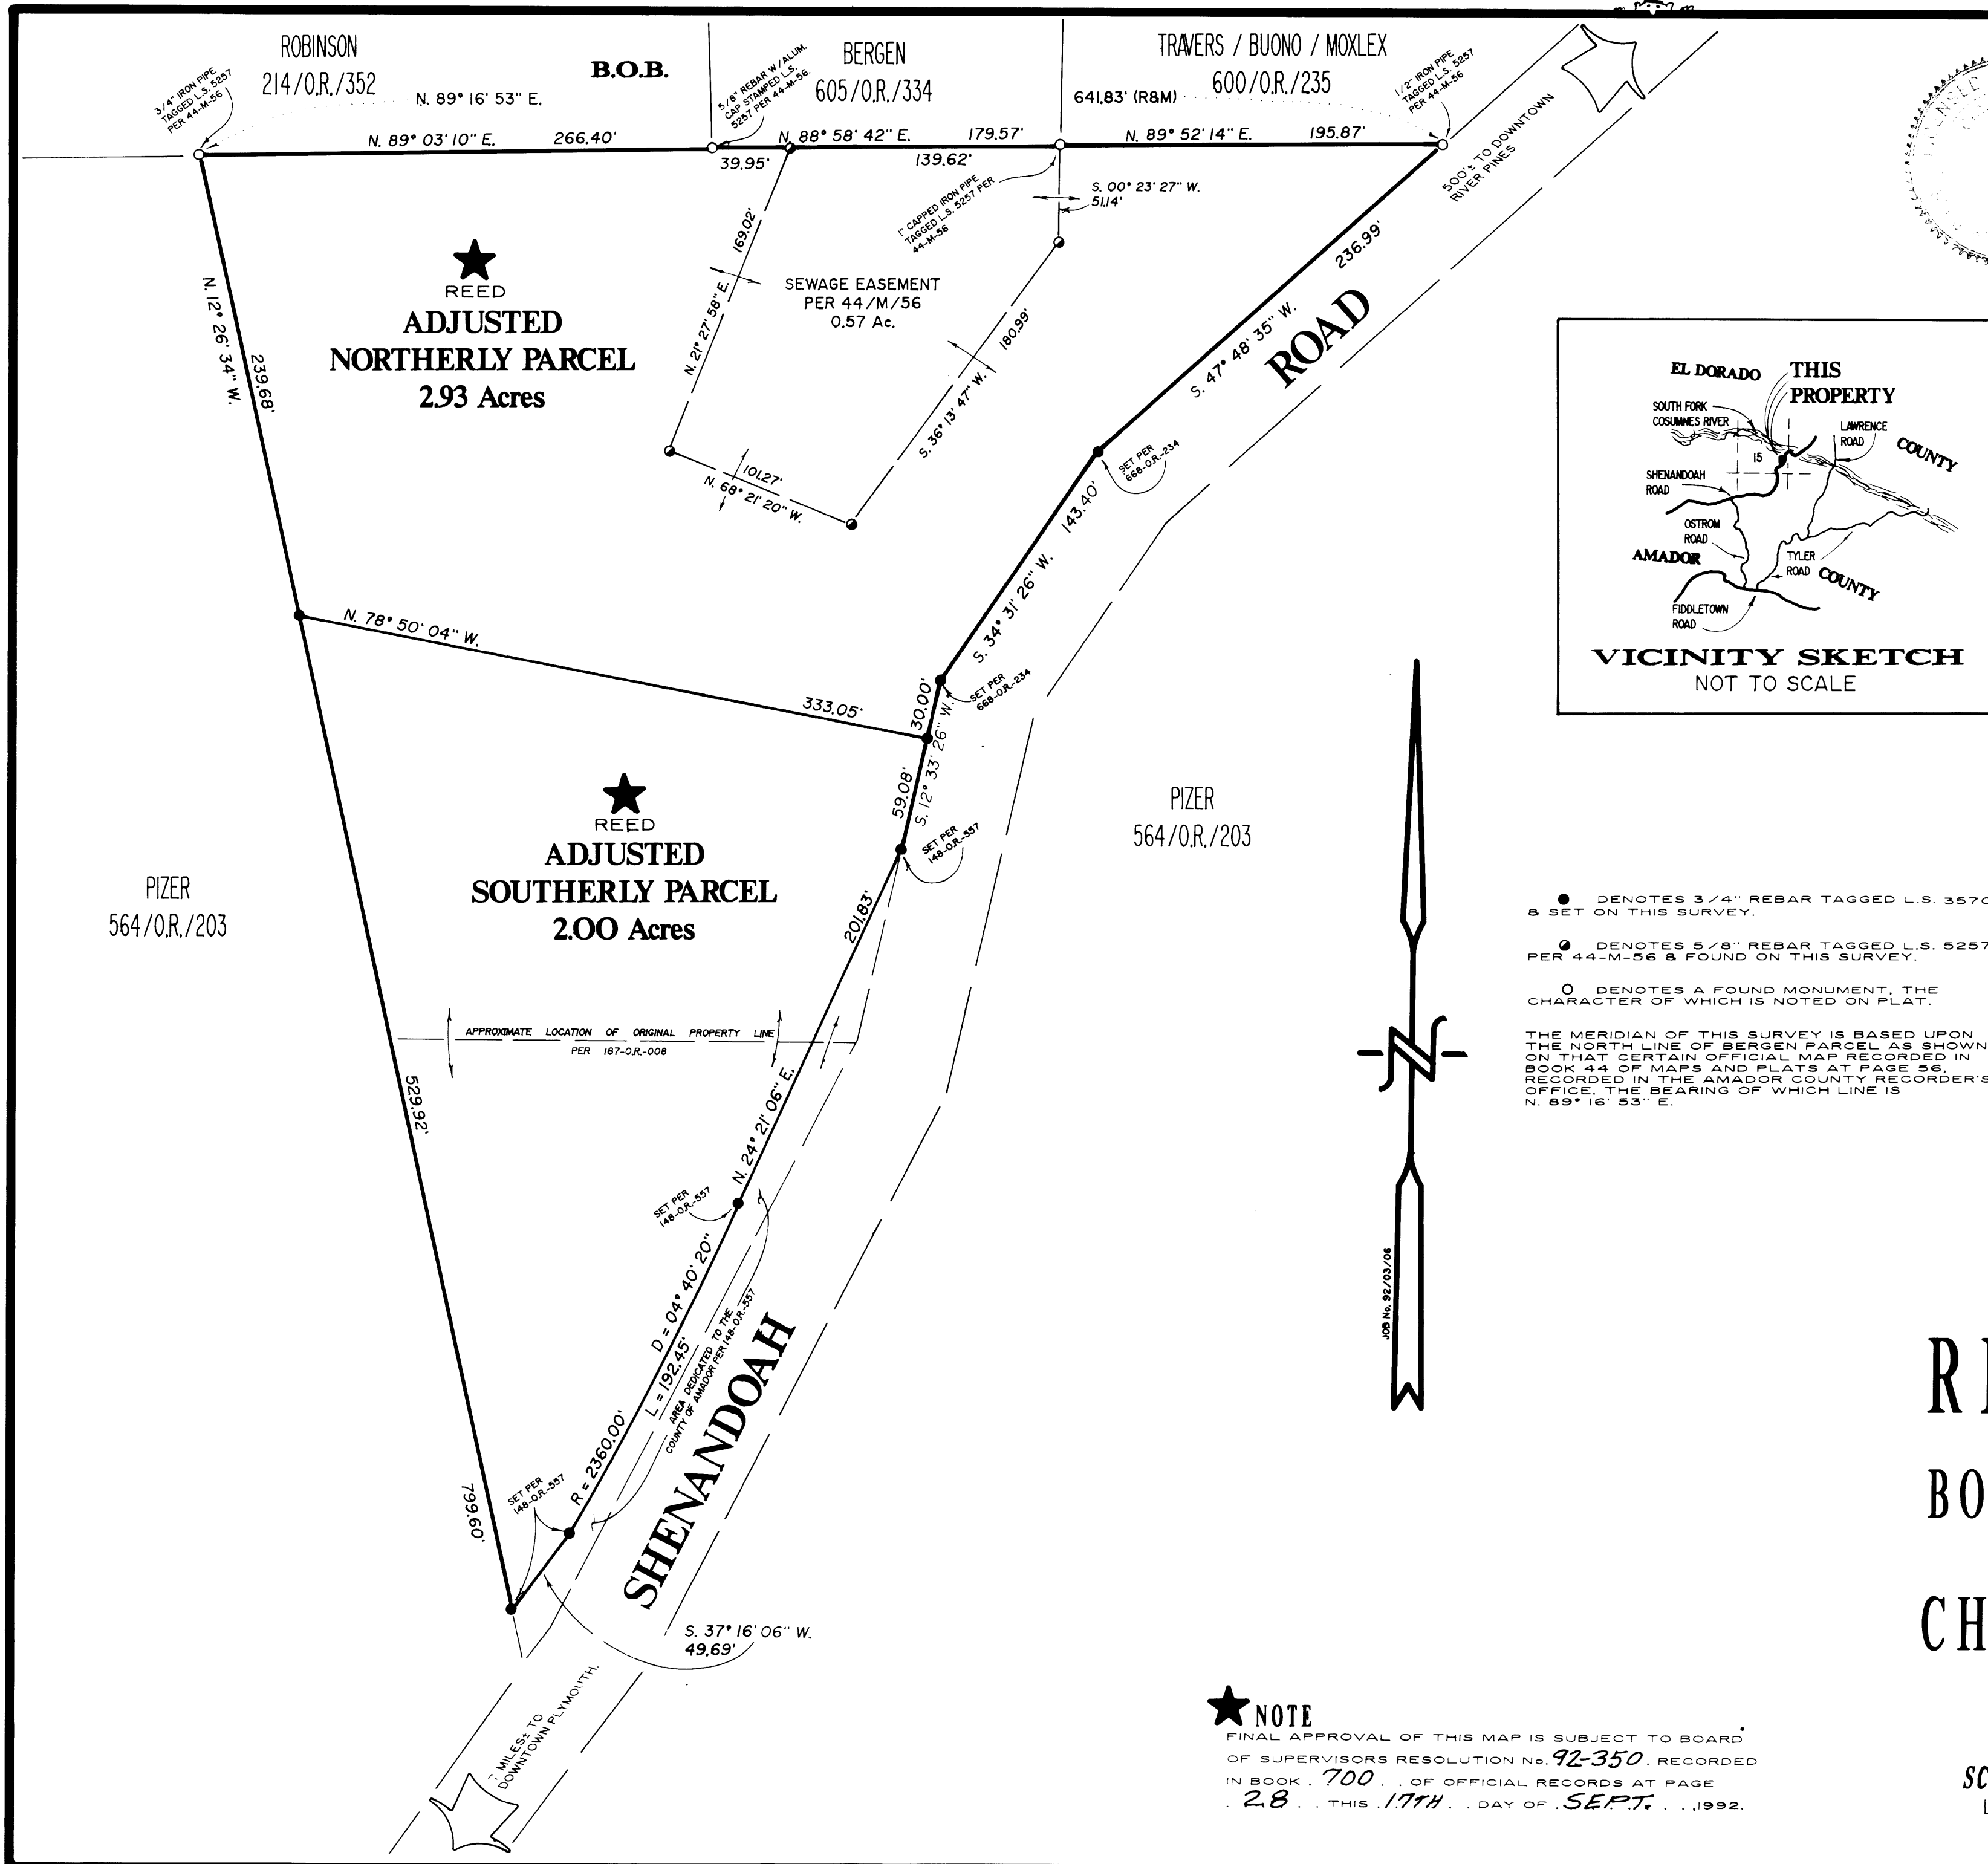 ROBINSON
214/O.R./352
B.O.B.
BERGEN
605/O.R./334
TRAVERS / BUONO / MOXLEX
600/O.R./235
3/4" IRON PIPE
TAGGED L.S. 5257
PER 44-M-56
N. 89° 16' 53" E.
5/8" REBAR W/ALUM.
CAP STAMPED L.S.
5257 PER 44-M-56.
641.83' (R&M)
1/2" IRON PIPE
TAGGED L.S. 5257
PER 44-M-56
N. 89° 03' 10" E. 266.40'
N. 88° 58' 42" E. 179.57'
N. 89° 52' 14" E. 195.87'
39.95'
139.62'
1" CAPPED IRON PIPE
TAGGED L.S. 5257 PER
44-M-56
S. 00° 23' 27" W.
51.14'
500'± TO DOWNTOWN
RIVER PINES
N. 12° 26' 34" W.
239.68'
REED
ADJUSTED
NORTHERLY PARCEL
2.93 Acres
169.02'
N. 21° 27' 58" E.
SEWAGE EASEMENT
PER 44/M/56
0.57 Ac.
180.99'
S. 36° 13' 47" W.
101.27'
N. 68° 21' 20" W.
236.99'
S. 47° 48' 35" W.
ROAD
SET PER
668-O.R.-234
143.40'
S. 34° 31' 26" W.
SET PER
668-O.R.-234
N. 78° 50' 04" W.
333.05'
30.00'
S. 12° 33' 26" W.
59.08'
SET PER
148-O.R.-557
REED
ADJUSTED
SOUTHERLY PARCEL
2.00 Acres
PIZER
564/O.R./203
PIZER
564/O.R./203
201.83'
N. 24° 21' 06" E.
APPROXIMATE LOCATION OF ORIGINAL PROPERTY LINE
PER 187-O.R.-008
529.92'
SET PER
148-O.R.-557
D = 04° 40' 20"
L = 192.45'
R = 2360.00'
AREA DEDICATED TO THE
COUNTY OF AMADOR PER 148-O.R.-557
SHENANDOAH
799.60'
SET PER
148-O.R.-557
S. 37° 16' 06" W.
49.69'
7 MILES± TO
DOWNTOWN PLYMOUTH.
EL DORADO
THIS
PROPERTY
SOUTH FORK
COSUMNES RIVER
LAWRENCE
ROAD
COUNTY
15
SHENANDOAH
ROAD
OSTROM
ROAD
AMADOR
TYLER
ROAD
COUNTY
FIDDLETOWN
ROAD
VICINITY SKETCH
NOT TO SCALE
N
JOB No. 92/03/06
DENOTES 3/4" REBAR TAGGED L.S. 3570
& SET ON THIS SURVEY.
DENOTES 5/8" REBAR TAGGED L.S. 5257
PER 44-M-56 & FOUND ON THIS SURVEY.
DENOTES A FOUND MONUMENT, THE
CHARACTER OF WHICH IS NOTED ON PLAT.
THE MERIDIAN OF THIS SURVEY IS BASED UPON
THE NORTH LINE OF BERGEN PARCEL AS SHOWN
ON THAT CERTAIN OFFICIAL MAP RECORDED IN
BOOK 44 OF MAPS AND PLATS AT PAGE 56,
RECORDED IN THE AMADOR COUNTY RECORDER'S
OFFICE, THE BEARING OF WHICH LINE IS
N. 89° 16' 53" E.
R
BO
CH
SC
NOTE
FINAL APPROVAL OF THIS MAP IS SUBJECT TO BOARD
OF SUPERVISORS RESOLUTION No. 92-350. RECORDED
IN BOOK . 700 . . OF OFFICIAL RECORDS AT PAGE
. 28 . . THIS . 17TH . . DAY OF . SEPT. . . ,1992.